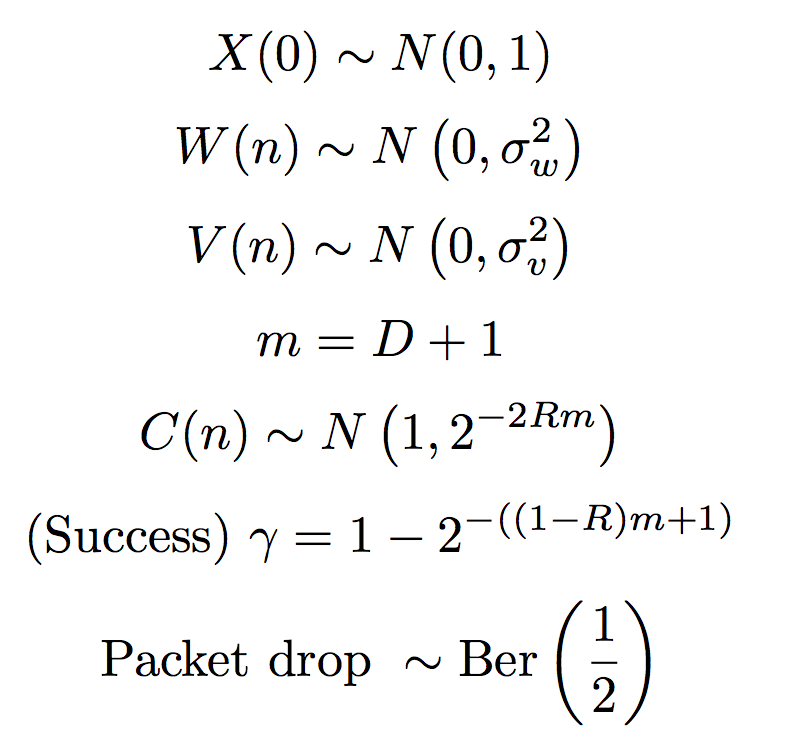 X(0) ∼ N(0, 1)
W(n) ∼ N (0, σ_w^2)
V(n) ∼ N (0, σ_v^2)
m = D + 1
C(n) ∼ N (1, 2^{−2Rm})
(Success) γ = 1 − 2^{−((1−R)m+1)}
Packet drop ∼ Ber (1/2)